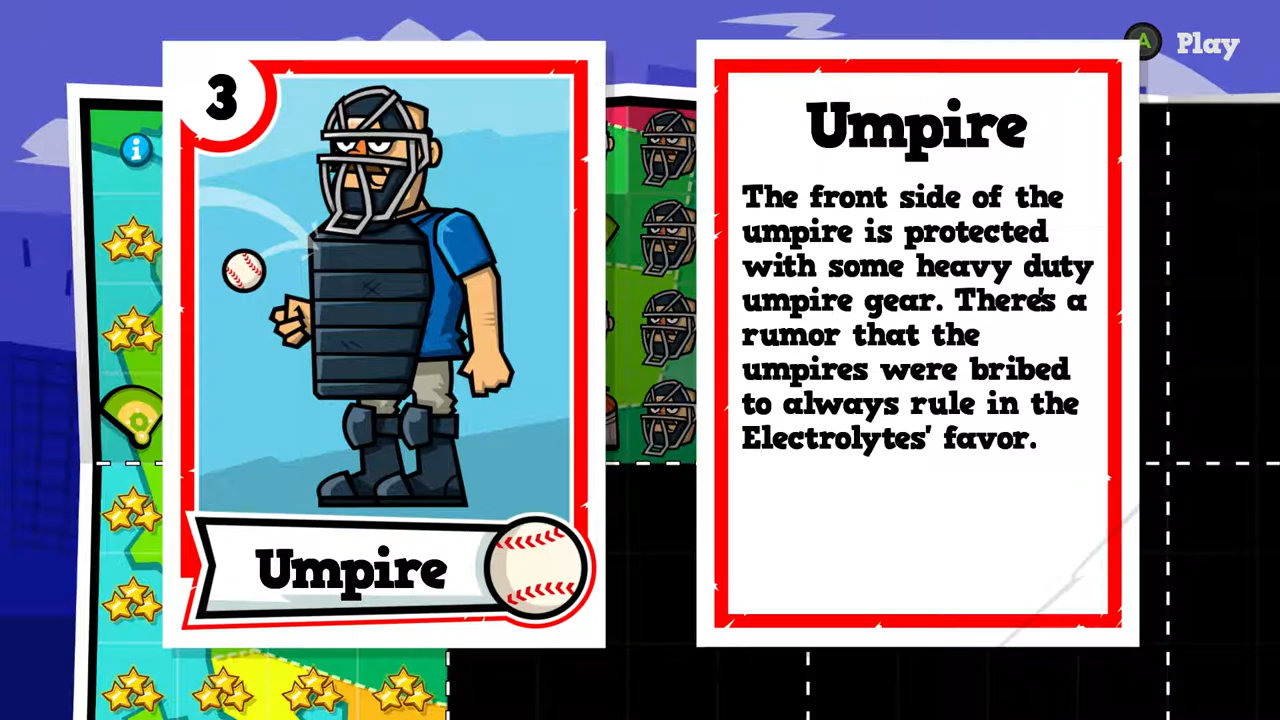 A Play
3
Umpire
i
Umpire
The front side of the
umpire is protected
with some heavy duty
umpire gear. There's a
rumor that the
umpires were bribed
to always rule in the
Electrolytes' favor.